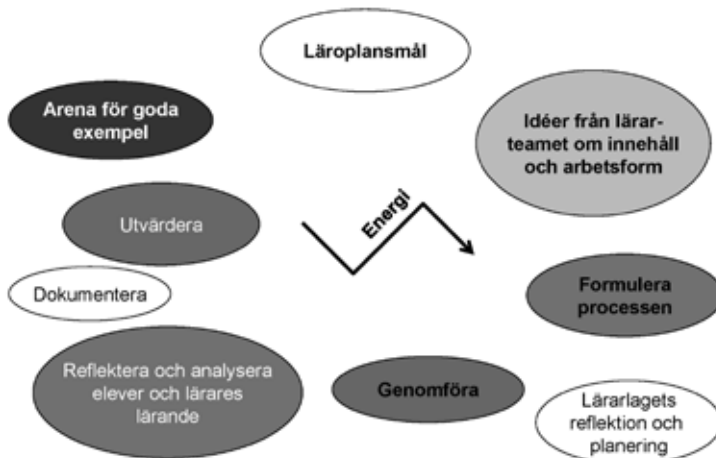 Läroplansmål
Arena för goda
exempel
Idéer från lärar-
teamet om innehåll
och arbetsform
Utvärdera
Energi
Dokumentera
Formulera
processen
Reflektera och analysera
elever och lärares
lärande
Genomföra
Lärarlagets
reflektion och
planering